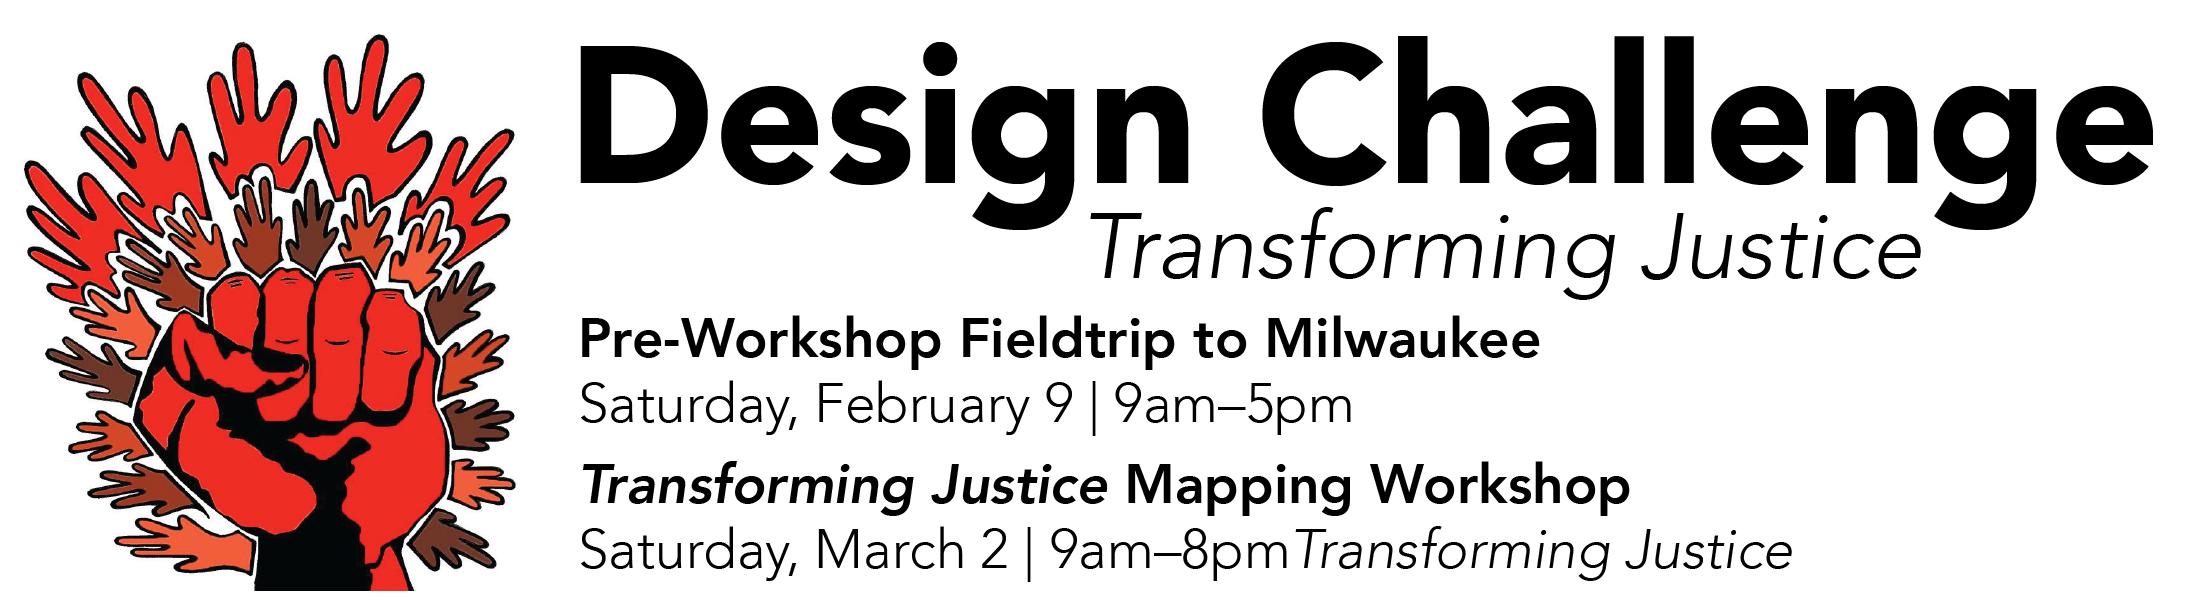 Design Challenge
Transforming Justice
Pre-Workshop Fieldtrip to Milwaukee
Saturday, February 9 | 9am–5pm
Transforming Justice Mapping Workshop
Saturday, March 2 | 9am–8pmTransforming Justice